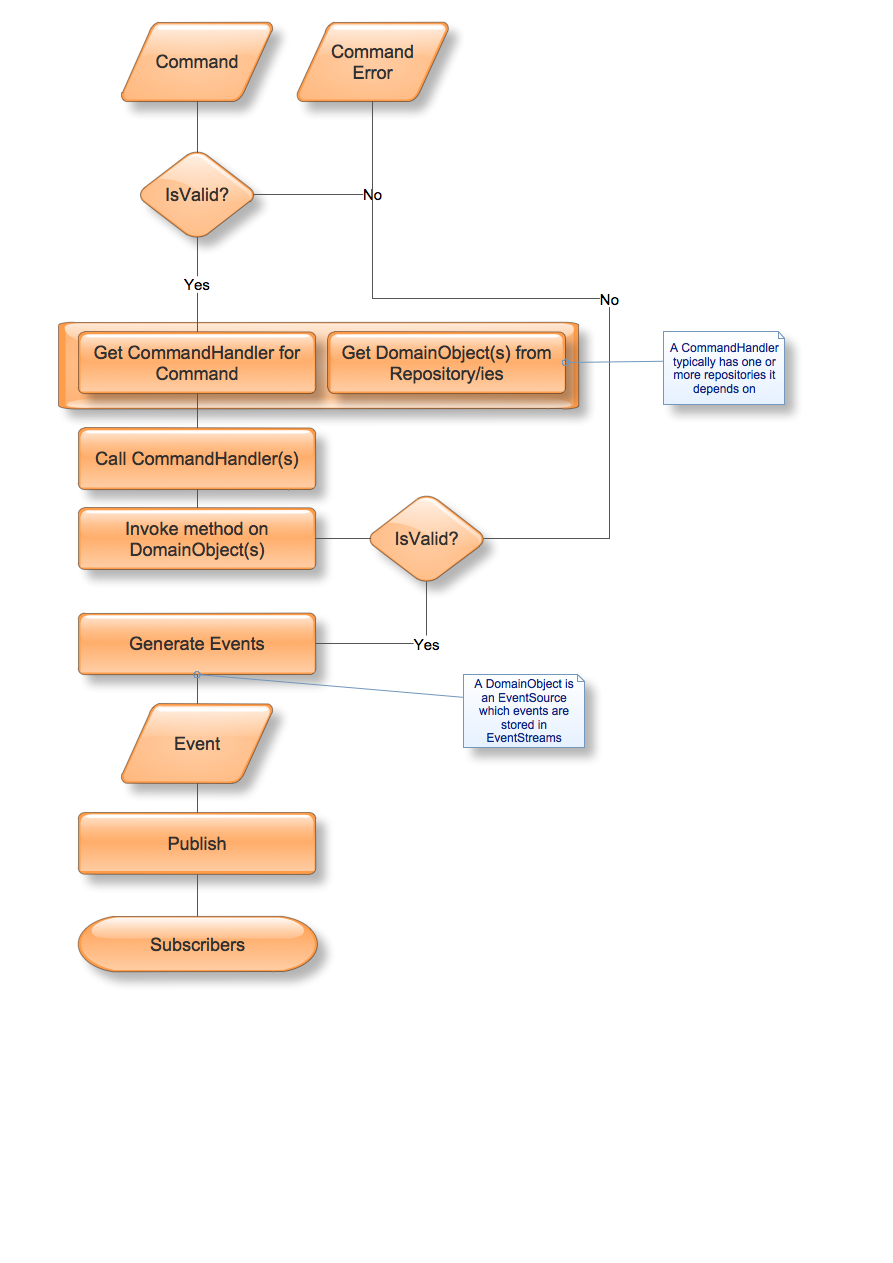 Command
Command
Error
IsValid?
No
Yes
No
Get CommandHandler for
Command
Get DomainObject(s) from
Repository/ies
A CommandHandler
typically has one or
more repositories it
depends on
Call CommandHandler(s)
Invoke method on
DomainObject(s)
IsValid?
Generate Events
Yes
A DomainObject is
an EventSource
which events are
stored in
EventStreams
Event
Publish
Subscribers